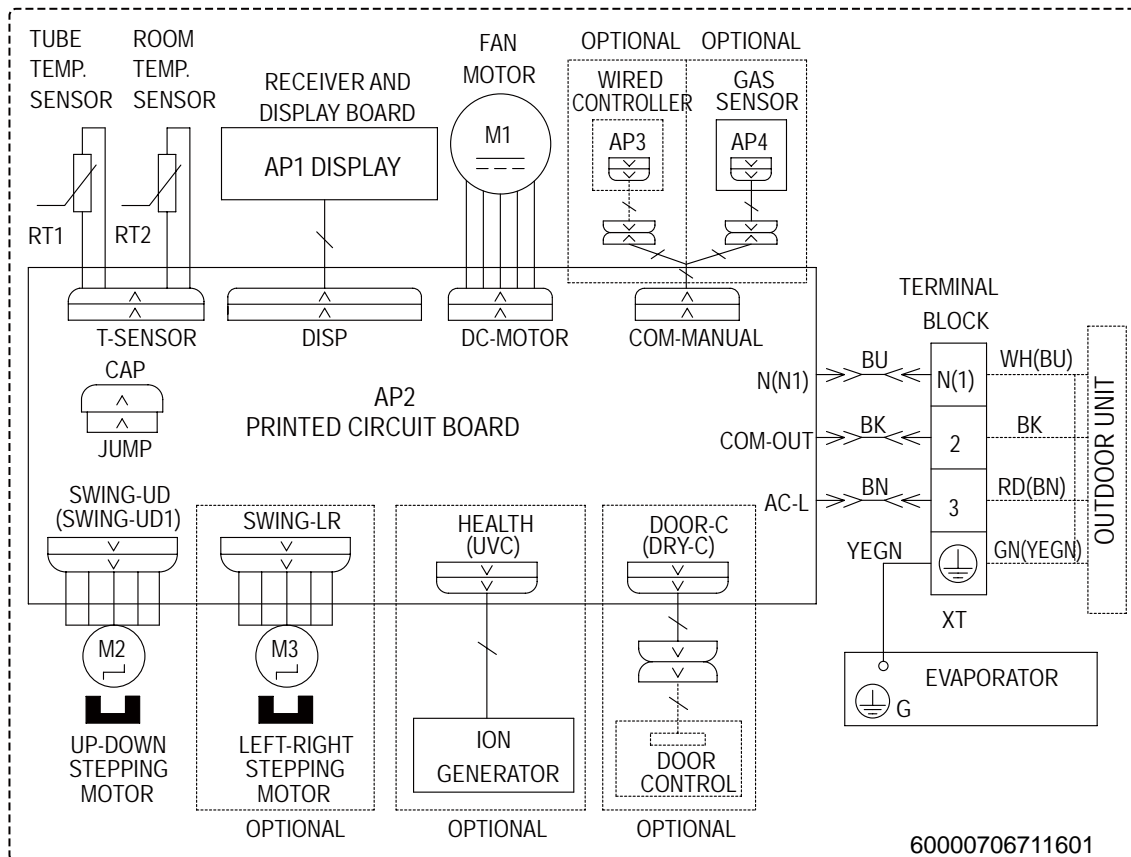 TUBE
TEMP.
SENSOR
ROOM
TEMP.
SENSOR
RECEIVER AND
DISPLAY BOARD
AP1 DISPLAY
FAN
MOTOR
M1
OPTIONAL
OPTIONAL
WIRED
CONTROLLER
AP3
GAS
SENSOR
AP4
RT1
RT2
T-SENSOR
DISP
DC-MOTOR
COM-MANUAL
CAP
JUMP
AP2
PRINTED CIRCUIT BOARD
TERMINAL
BLOCK
N(N1)
BU
N(1)
WH(BU)
COM-OUT
BK
2
BK
AC-L
BN
3
RD(BN)
YEGN
GN(YEGN)
XT
OUTDOOR UNIT
EVAPORATOR
G
SWING-UD
(SWING-UD1)
M2
UP-DOWN
STEPPING
MOTOR
SWING-LR
M3
LEFT-RIGHT
STEPPING
MOTOR
OPTIONAL
HEALTH
(UVC)
ION
GENERATOR
OPTIONAL
DOOR-C
(DRY-C)
DOOR
CONTROL
OPTIONAL
60000706711601